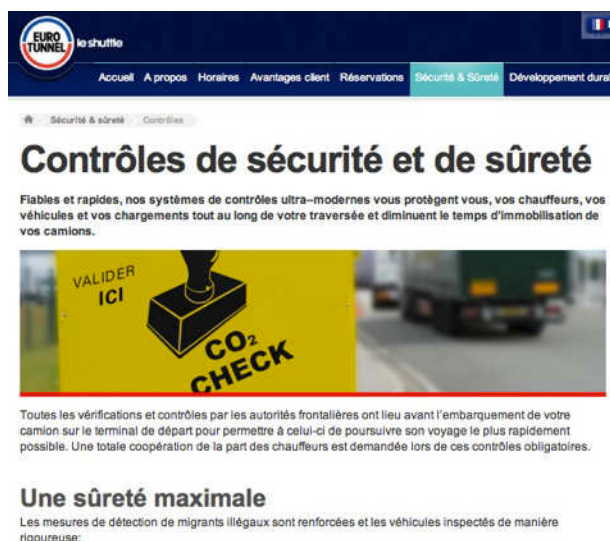 EURO
TUNNEL
le shuttle
Accueil A propos Horaires Avantages client Réservations Sécurité & Sûreté Développement dural
Sécurité & sûreté Contrôles
Contrôles de sécurité et de sûreté
Fiables et rapides, nos systèmes de contrôles ultra–modernes vous protègent vous, vos chauffeurs, vos
véhicules et vos chargements tout au long de votre traversée et diminuent le temps d'immobilisation de
vos camions.
VALIDER
ICI
CO2
CHECK
Toutes les vérifications et contrôles par les autorités frontalières ont lieu avant l'embarquement de votre
camion sur le terminal de départ pour permettre à celui-ci de poursuivre son voyage le plus rapidement
possible. Une totale coopération de la part des chauffeurs est demandée lors de ces contrôles obligatoires.
Une sûreté maximale
Les mesures de détection de migrants illégaux sont renforcées et les véhicules inspectés de manière
rigoureuse: